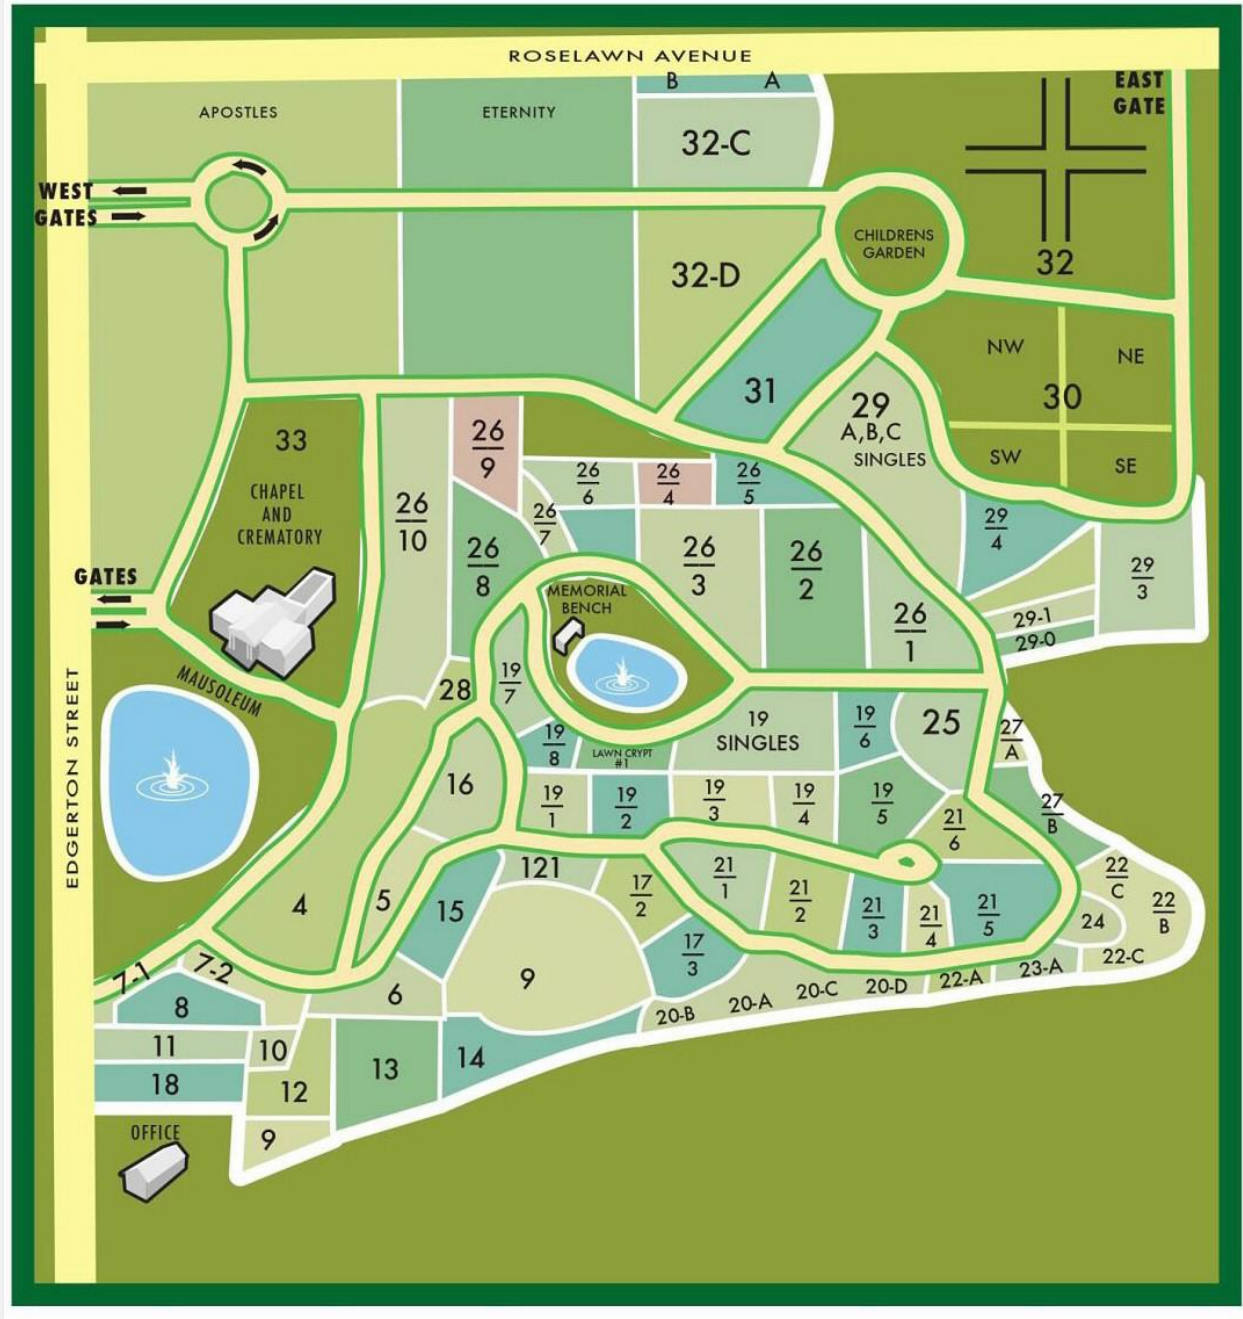 ROSELAWN AVENUE
B A
EAST
GATE
APOSTLES
ETERNITY
32-C
WEST
GATES
CHILDRENS
GARDEN
32
32-D
NW
NE
30
SW
SE
31
29
A,B,C
SINGLES
33
CHAPEL
AND
CREMATORY
26
9
26
6
26
4
26
5
26
10
26
7
26
8
26
3
26
2
26
1
29
4
29
3
29-1
29-0
GATES
MEMORIAL
BENCH
MAUSOLEUM
EDGERTON STREET
28
19
7
19
8
LAWN CRYPT
#1
19
SINGLES
19
6
25
27
A
16
19
1
19
2
19
3
19
4
19
5
21
6
27
B
4
5
15
121
17
2
21
1
21
2
21
3
21
4
21
5
22
C
24
22
B
17
3
9
7-1
7-2
8
6
20-B
20-A
20-C
20-D
22-A
23-A
22-C
11
10
18
12
13
14
9
OFFICE